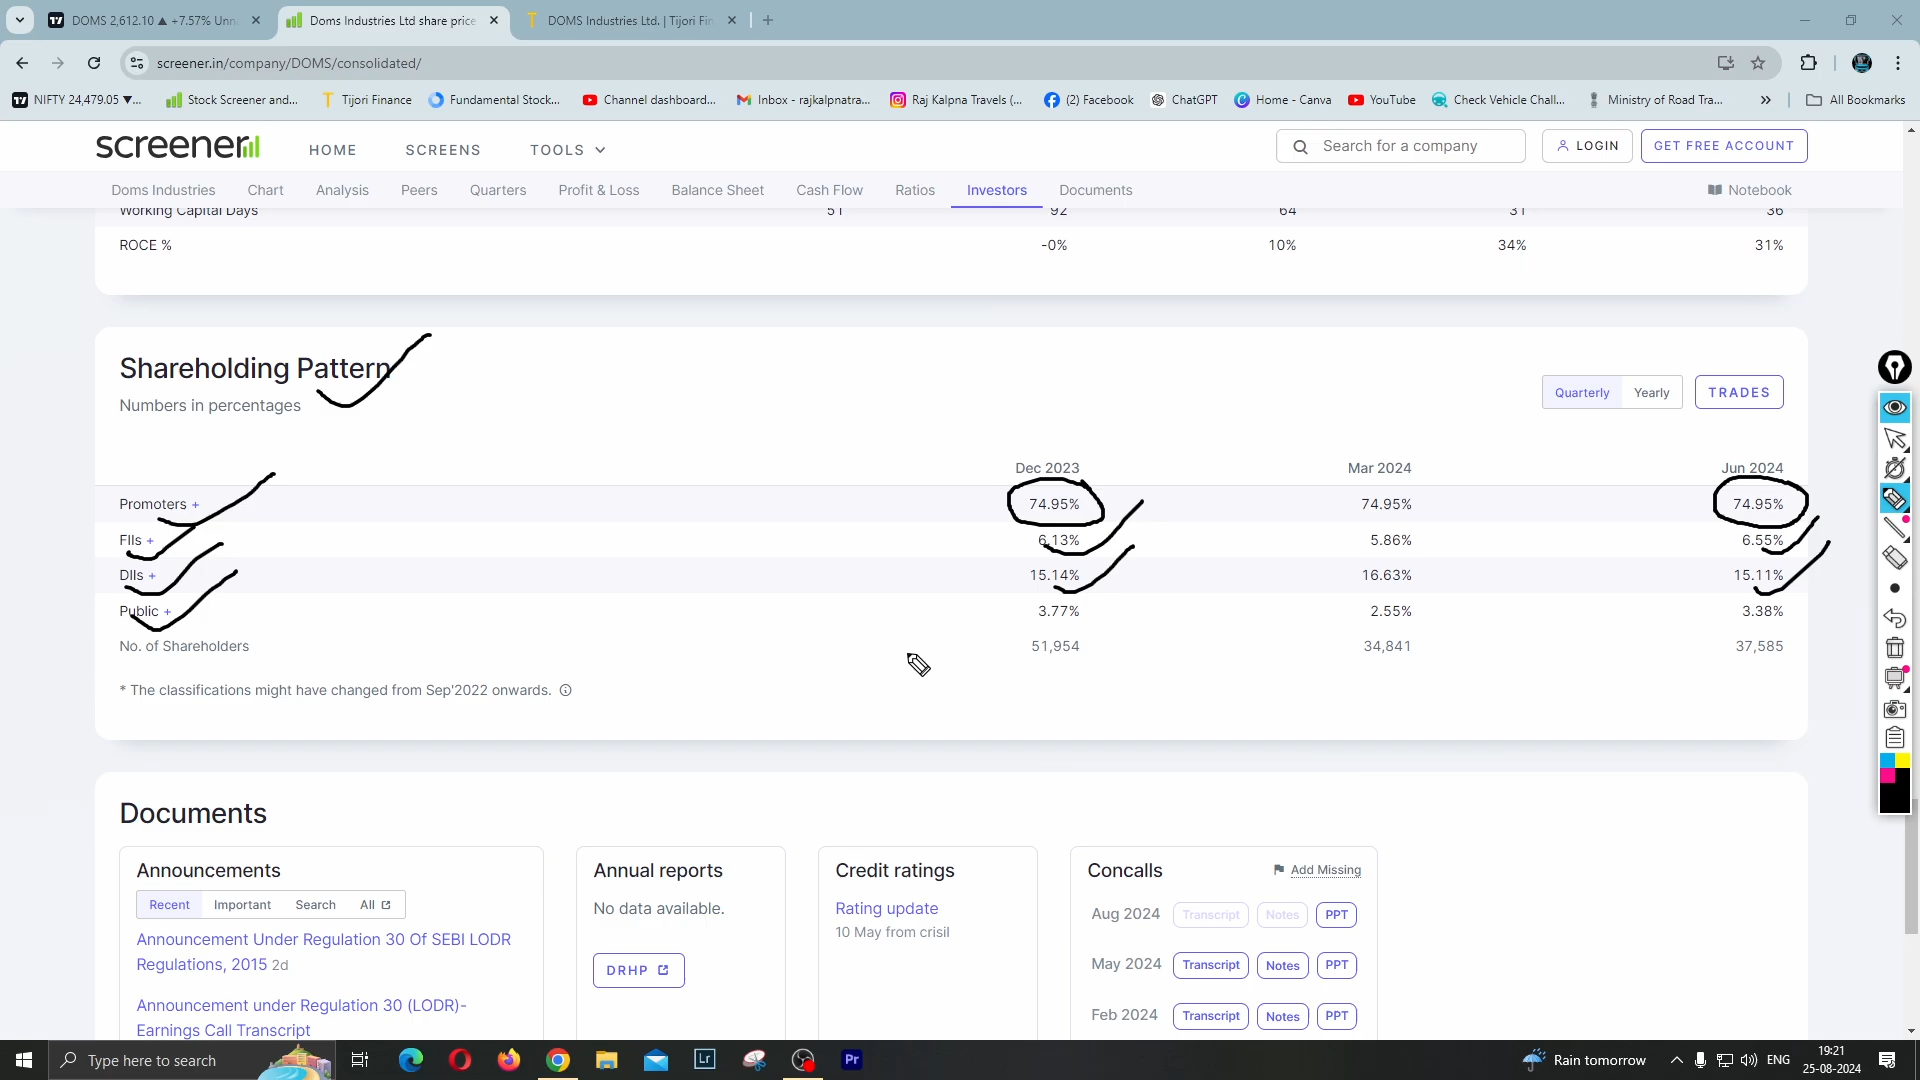 DOMS 2,612.10 ▲ +7.57% Unn
Doms Industries Ltd share price
DOMS Industries Ltd. | Tijori Fin
screener.in/company/DOMS/consolidated/
NIFTY 24,479.05 ▼...
Stock Screener and...
Tijori Finance
Fundamental Stock...
Channel dashboard...
Inbox - rajkalpnatra...
Raj Kalpna Travels (...
(2) Facebook
ChatGPT
Home - Canva
YouTube
Check Vehicle Chall...
Ministry of Road Tra...
»
All Bookmarks
screener
HOME
SCREENS
TOOLS
Search for a company
LOGIN
GET FREE ACCOUNT
Doms Industries Chart Analysis Peers Quarters Profit & Loss Balance Sheet Cash Flow Ratios Investors Documents
Notebook
Working Capital Days 51 92 64 31 36
ROCE % -0% 10% 34% 31%
Shareholding Pattern
Numbers in percentages
Quarterly Yearly
TRADES
Dec 2023 Mar 2024 Jun 2024
Promoters + 74.95% 74.95% 74.95%
FIIs + 6.13% 5.86% 6.55%
DIIs + 15.14% 16.63% 15.11%
Public + 3.77% 2.55% 3.38%
No. of Shareholders 51,954 34,841 37,585
* The classifications might have changed from Sep'2022 onwards.
Documents
Announcements
Recent Important Search All
Announcement Under Regulation 30 Of SEBI LODR
Regulations, 2015 2d
Announcement under Regulation 30 (LODR)-
Earnings Call Transcript
Annual reports
No data available.
DRHP
Credit ratings
Rating update
10 May from crisil
Concalls
Add Missing
Aug 2024 Transcript Notes PPT
May 2024 Transcript Notes PPT
Feb 2024 Transcript Notes PPT
Type here to search
Lr
Pr
Rain tomorrow
ENG
19:21
25-08-2024